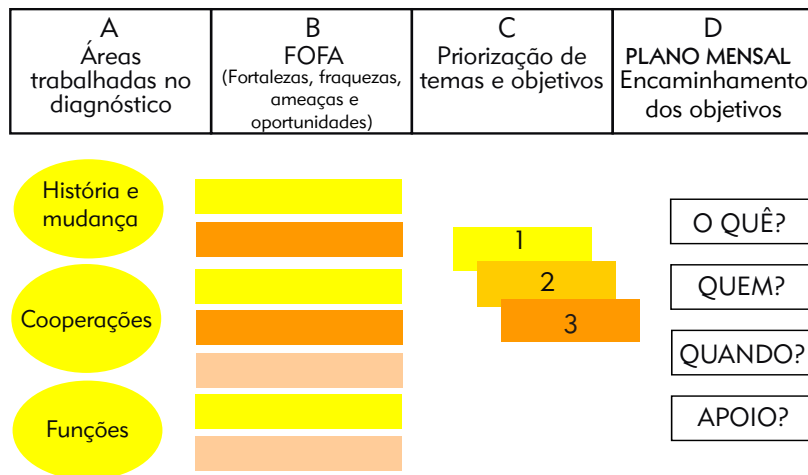 A
Áreas
trabalhadas no
diagnóstico
B
FOFA
(Fortalezas, fraquezas,
ameaças e
oportunidades)
C
Priorização de
temas e objetivos
D
PLANO MENSAL
Encaminhamento
dos objetivos
História e
mudança
Cooperações
Funções
1
2
3
O QUÊ?
QUEM?
QUANDO?
APOIO?